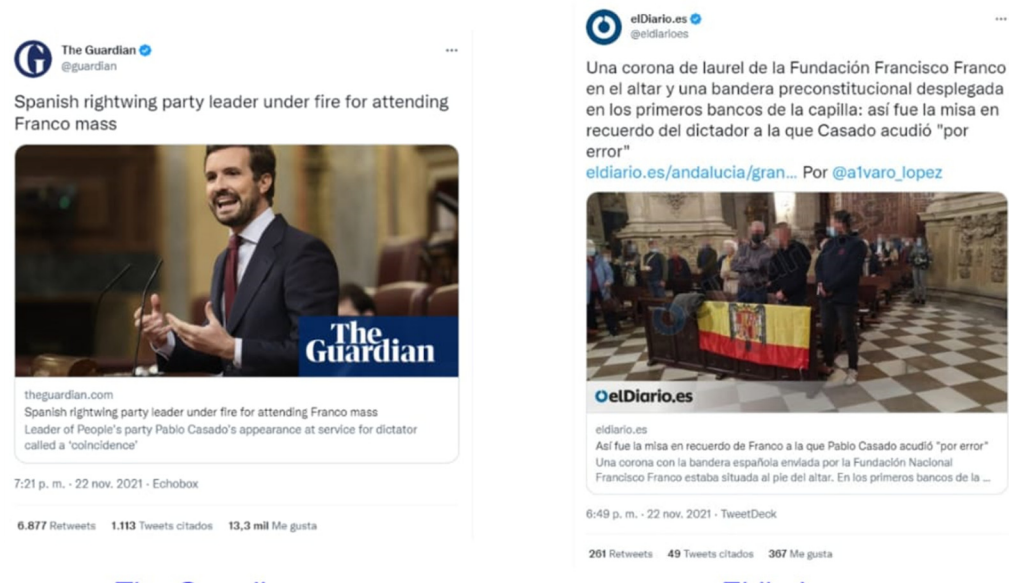 The Guardian
@guardian
Spanish rightwing party leader under fire for attending
Franco mass
The
Guardian
theguardian.com
Spanish rightwing party leader under fire for attending Franco mass
Leader of People's party Pablo Casado's appearance at service for dictator
called a 'coincidence'
7:21 p. m. · 22 nov. 2021 · Echobox
6.877 Retweets 1.113 Tweets citados 13,3 mil Me gusta
elDiario.es
@eldiarioes
Una corona de laurel de la Fundación Francisco Franco
en el altar y una bandera preconstitucional desplegada
en los primeros bancos de la capilla: así fue la misa en
recuerdo del dictador a la que Casado acudió "por
error"
eldiario.es/andalucia/gran... Por @a1varo_lopez
elDiario.es
eldiario.es
Así fue la misa en recuerdo de Franco a la que Pablo Casado acudió "por error"
Una corona con la bandera española enviada por la Fundación Nacional
Francisco Franco estaba situada al pie del altar. En los primeros bancos de la ...
6:49 p. m. · 22 nov. 2021 · TweetDeck
261 Retweets 49 Tweets citados 367 Me gusta